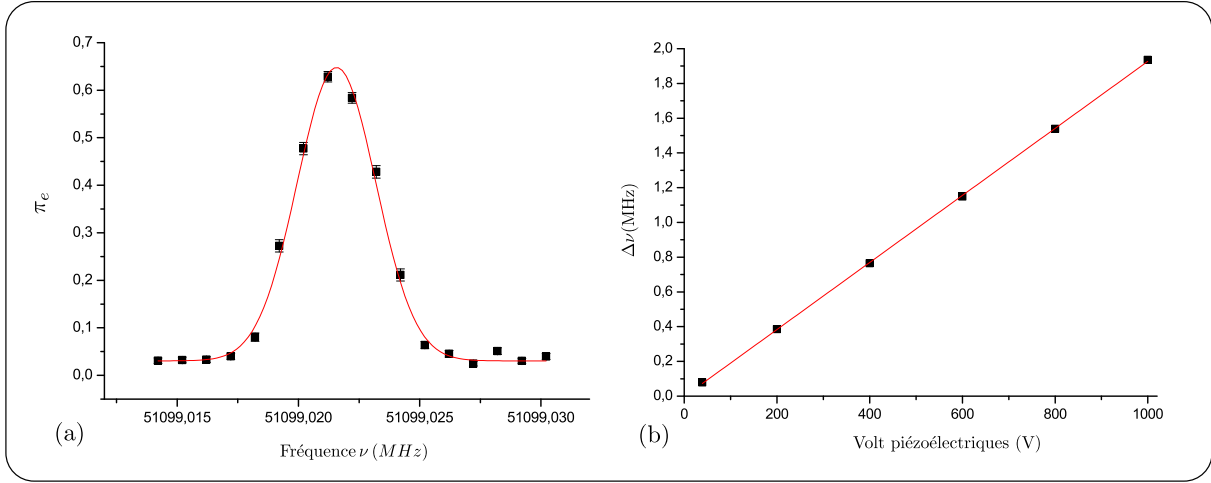 0,7
0,6
0,5
0,4
0,3
0,2
0,1
0,0
π_e
51099,015 51099,020 51099,025 51099,030
Fréquence ν (MHz)
(a)
2,0
1,8
1,6
1,4
1,2
1,0
0,8
0,6
0,4
0,2
0,0
Δν(MHz)
0 200 400 600 800 1000
Volt piézoélectriques (V)
(b)